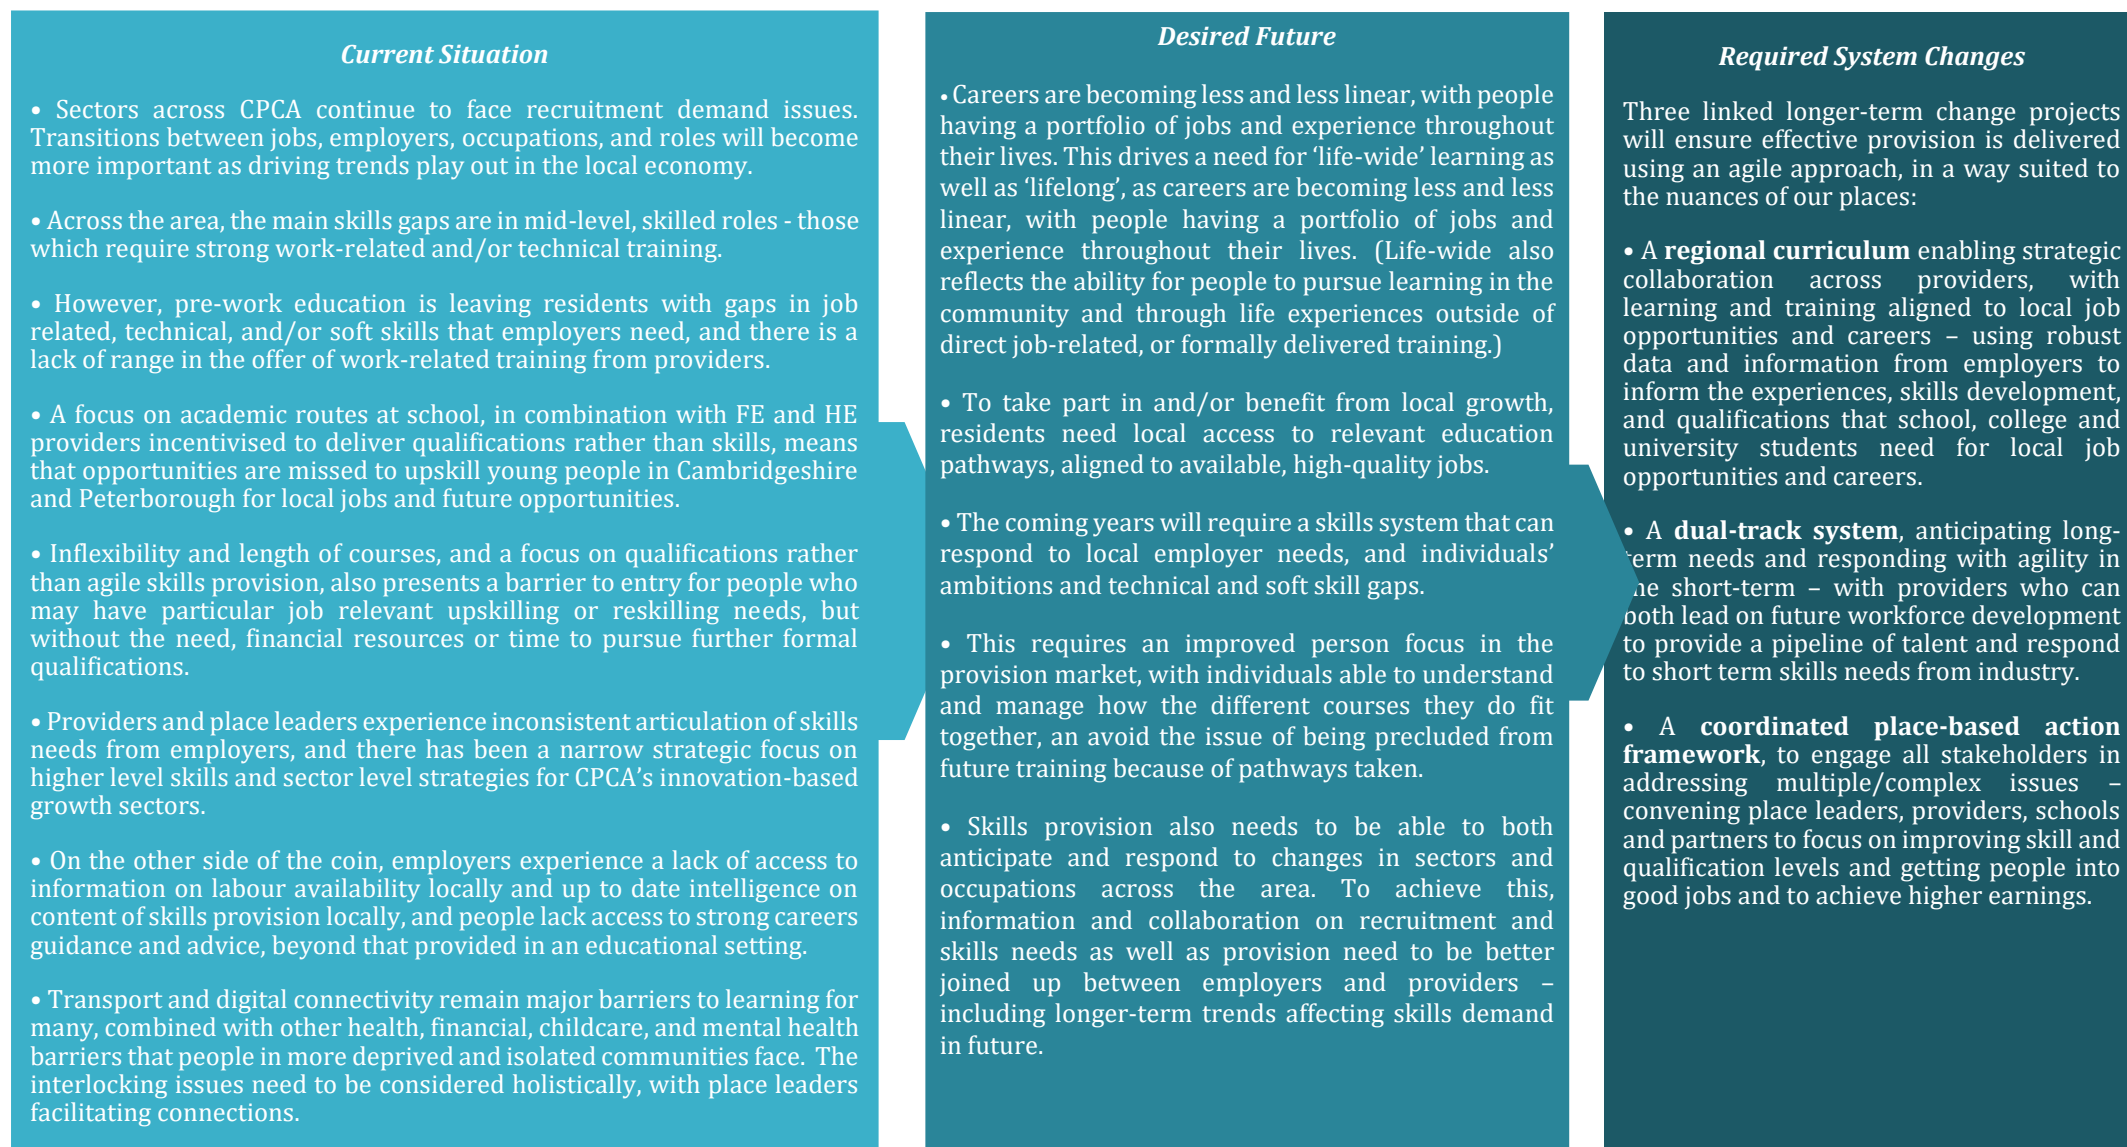 Current Situation
• Sectors across CPCA continue to face recruitment demand issues.
Transitions between jobs, employers, occupations, and roles will become
more important as driving trends play out in the local economy.
• Across the area, the main skills gaps are in mid-level, skilled roles - those
which require strong work-related and/or technical training.
• However, pre-work education is leaving residents with gaps in job
related, technical, and/or soft skills that employers need, and there is a
lack of range in the offer of work-related training from providers.
• A focus on academic routes at school, in combination with FE and HE
providers incentivised to deliver qualifications rather than skills, means
that opportunities are missed to upskill young people in Cambridgeshire
and Peterborough for local jobs and future opportunities.
• Inflexibility and length of courses, and a focus on qualifications rather
than agile skills provision, also presents a barrier to entry for people who
may have particular job relevant upskilling or reskilling needs, but
without the need, financial resources or time to pursue further formal
qualifications.
• Providers and place leaders experience inconsistent articulation of skills
needs from employers, and there has been a narrow strategic focus on
higher level skills and sector level strategies for CPCA's innovation-based
growth sectors.
• On the other side of the coin, employers experience a lack of access to
information on labour availability locally and up to date intelligence on
content of skills provision locally, and people lack access to strong careers
guidance and advice, beyond that provided in an educational setting.
• Transport and digital connectivity remain major barriers to learning for
many, combined with other health, financial, childcare, and mental health
barriers that people in more deprived and isolated communities face. The
interlocking issues need to be considered holistically, with place leaders
facilitating connections.
Desired Future
• Careers are becoming less and less linear, with people
having a portfolio of jobs and experience throughout
their lives. This drives a need for ‘life-wide’ learning as
well as ‘lifelong’, as careers are becoming less and less
linear, with people having a portfolio of jobs and
experience throughout their lives. (Life-wide also
reflects the ability for people to pursue learning in the
community and through life experiences outside of
direct job-related, or formally delivered training.)
• To take part in and/or benefit from local growth,
residents need local access to relevant education
pathways, aligned to available, high-quality jobs.
• The coming years will require a skills system that can
respond to local employer needs, and individuals’
ambitions and technical and soft skill gaps.
• This requires an improved person focus in the
provision market, with individuals able to understand
and manage how the different courses they do fit
together, an avoid the issue of being precluded from
future training because of pathways taken.
• Skills provision also needs to be able to both
anticipate and respond to changes in sectors and
occupations across the area. To achieve this,
information and collaboration on recruitment and
skills needs as well as provision need to be better
joined up between employers and providers –
including longer-term trends affecting skills demand
in future.
Required System Changes
Three linked longer-term change projects
will ensure effective provision is delivered
using an agile approach, in a way suited to
the nuances of our places:
• A regional curriculum enabling strategic
collaboration across providers, with
learning and training aligned to local job
opportunities and careers – using robust
data and information from employers to
inform the experiences, skills development,
and qualifications that school, college and
university students need for local job
opportunities and careers.
• A dual-track system, anticipating long-
term needs and responding with agility in
the short-term – with providers who can
both lead on future workforce development
to provide a pipeline of talent and respond
to short term skills needs from industry.
• A coordinated place-based action
framework, to engage all stakeholders in
addressing multiple/complex issues –
convening place leaders, providers, schools
and partners to focus on improving skill and
qualification levels and getting people into
good jobs and to achieve higher earnings.